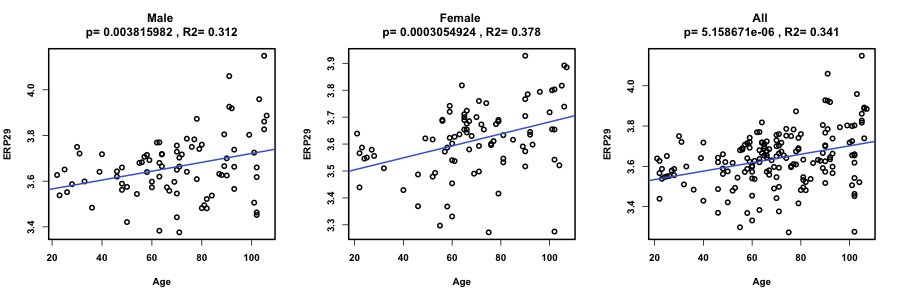 Male
p= 0.003815982 , R2= 0.312
ERP29
4.0
3.8
3.6
3.4
20 40 60 80 100
Age
Female
p= 0.0003054924 , R2= 0.378
ERP29
3.9
3.8
3.7
3.6
3.5
3.4
3.3
20 40 60 80 100
Age
All
p= 5.158671e-06 , R2= 0.341
ERP29
4.0
3.8
3.6
3.4
20 40 60 80 100
Age